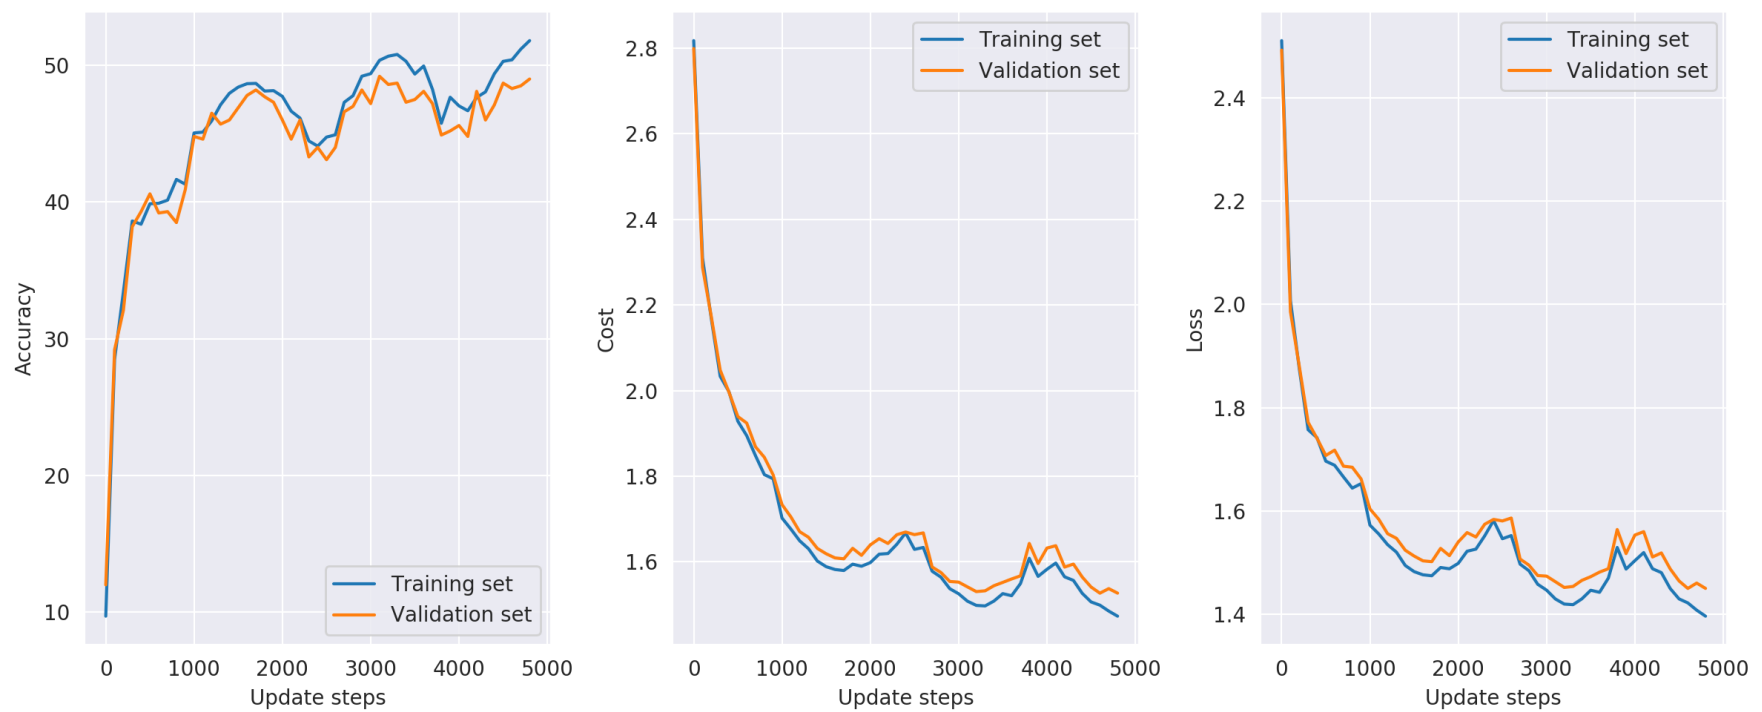 Accuracy
50
40
30
20
10
Training set
Validation set
0 1000 2000 3000 4000 5000
Update steps
Cost
2.8
2.6
2.4
2.2
2.0
1.8
1.6
Training set
Validation set
0 1000 2000 3000 4000 5000
Update steps
Loss
2.4
2.2
2.0
1.8
1.6
1.4
Training set
Validation set
0 1000 2000 3000 4000 5000
Update steps